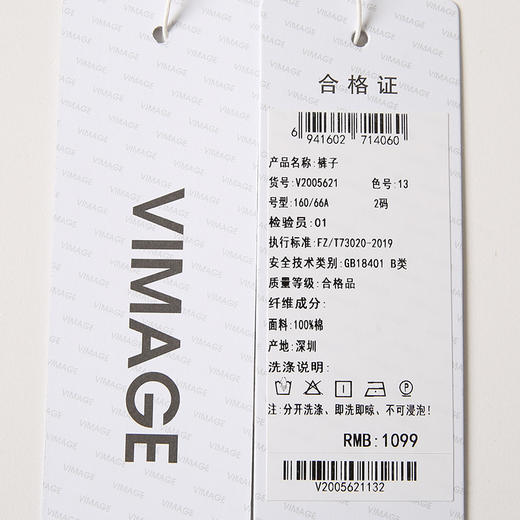 VIMAGE
合格证
6 941602 714060
产品名称:裤子
货号:V2005621 色号:13
号型:160/66A 2码
检验员:01
执行标准:FZ/T73020-2019
安全技术类别:GB18401 B类
质量等级:合格品
纤维成分:
面料:100%棉
产地:深圳
洗涤说明:
注:分开洗涤、即洗即晾、不可浸泡!
RMB:1099
V2005621132